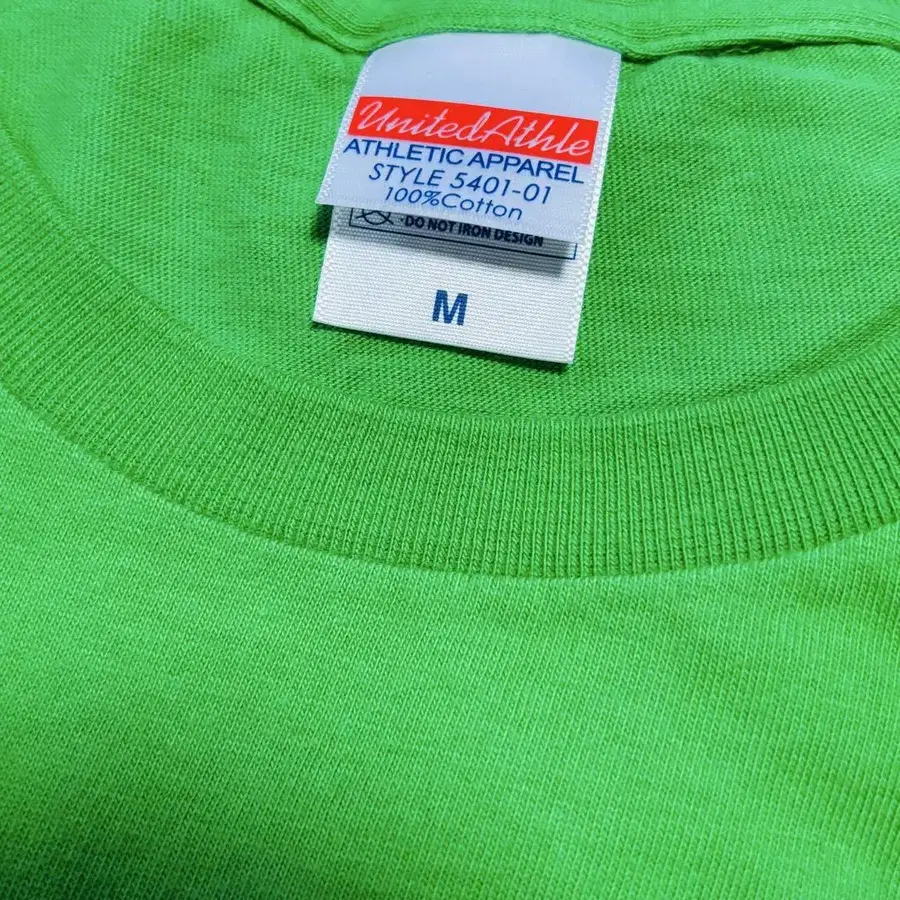 UnitedAthle
ATHLETIC APPAREL
STYLE 5401-01
100%Cotton
·DO NOT IRON DESIGN
M